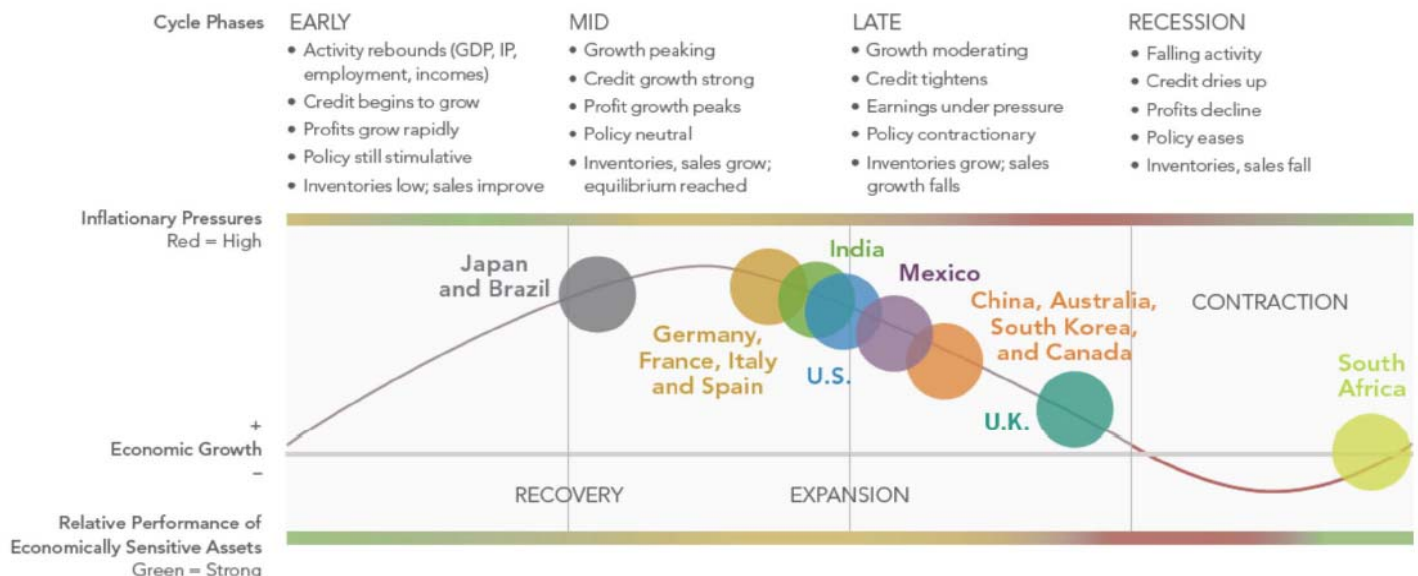 Cycle Phases
EARLY
• Activity rebounds (GDP, IP,
employment, incomes)
• Credit begins to grow
• Profits grow rapidly
• Policy still stimulative
• Inventories low; sales improve
MID
• Growth peaking
• Credit growth strong
• Profit growth peaks
• Policy neutral
• Inventories, sales grow;
equilibrium reached
LATE
• Growth moderating
• Credit tightens
• Earnings under pressure
• Policy contractionary
• Inventories grow; sales
growth falls
RECESSION
• Falling activity
• Credit dries up
• Profits decline
• Policy eases
• Inventories, sales fall
Inflationary Pressures
Red = High
Japan
and Brazil
Germany,
France, Italy
and Spain
India
U.S.
Mexico
China, Australia,
South Korea,
and Canada
U.K.
CONTRACTION
South
Africa
+
Economic Growth
–
RECOVERY
EXPANSION
Relative Performance of
Economically Sensitive Assets
Green = Strong